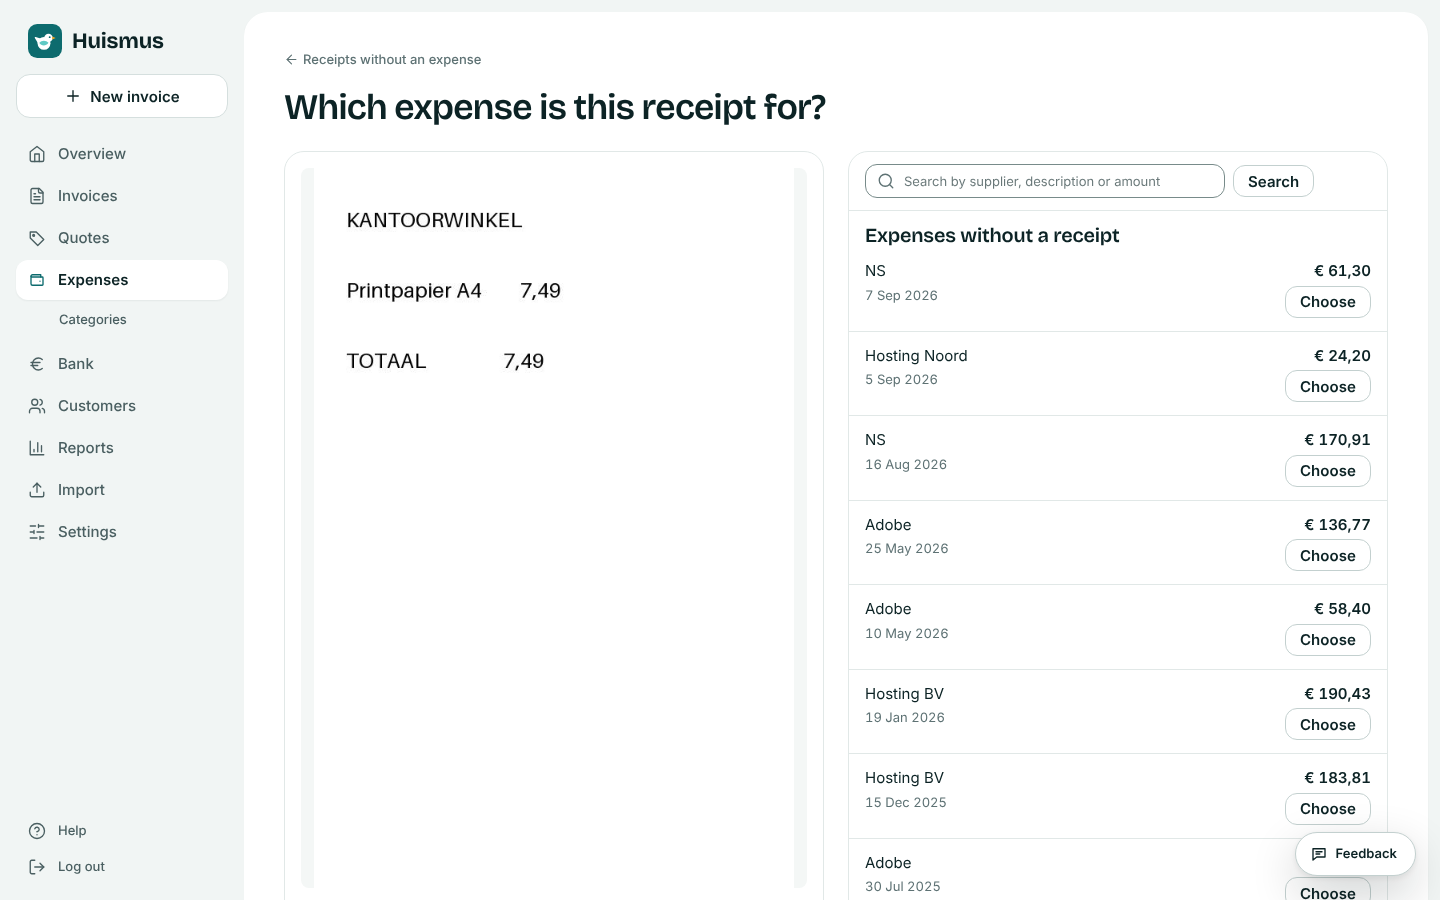 Huismus
New invoice
Overview
Invoices
Quotes
Expenses
Categories
Bank
Customers
Reports
Import
Settings
Help
Log out
Receipts without an expense
Which expense is this receipt for?
KANTOORWINKEL
Printpapier A4 7,49
TOTAAL 7,49
Search by supplier, description or amount
Search
Expenses without a receipt
NS € 61,30
7 Sep 2026 Choose
Hosting Noord € 24,20
5 Sep 2026 Choose
NS € 170,91
16 Aug 2026 Choose
Adobe € 136,77
25 May 2026 Choose
Adobe € 58,40
10 May 2026 Choose
Hosting BV € 190,43
19 Jan 2026 Choose
Hosting BV € 183,81
15 Dec 2025 Choose
Adobe
30 Jul 2025 Choose
Feedback